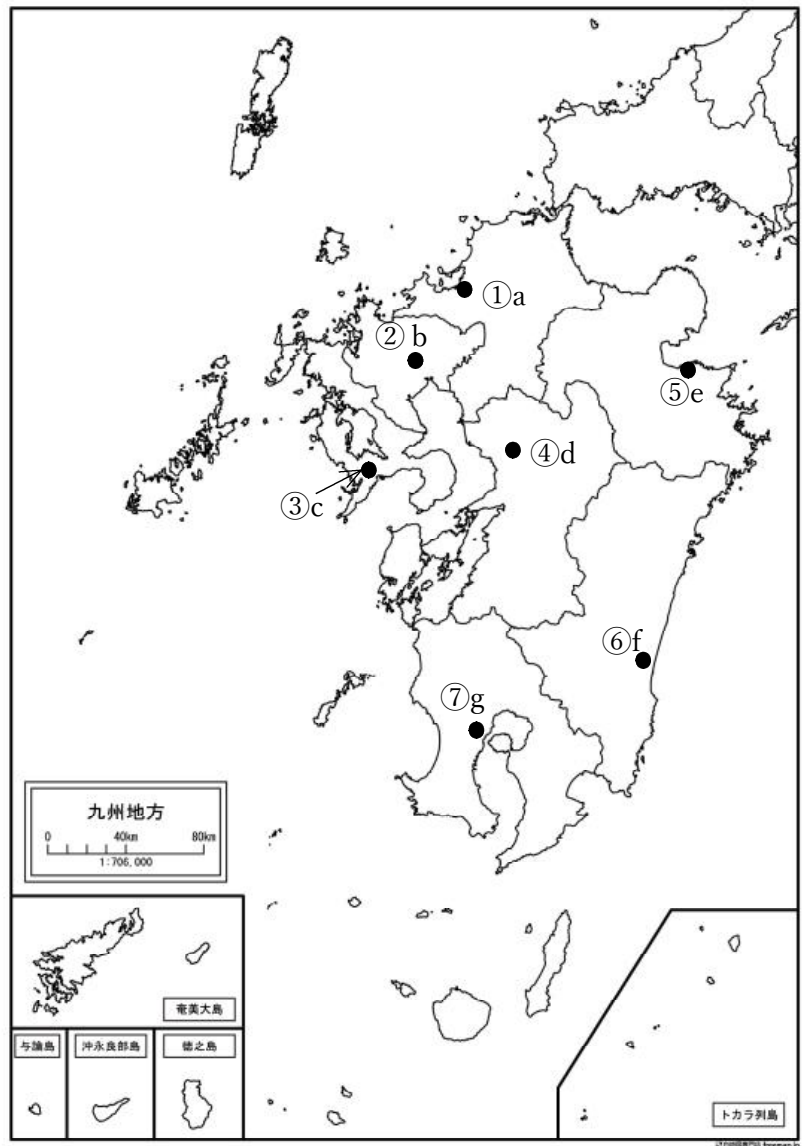 ①a
② b
⑤e
④d
③c
⑥f
⑦g
九州地方
0 40km 80km
1:706,000
奄美大島
与論島 沖永良部島 徳之島
トカラ列島